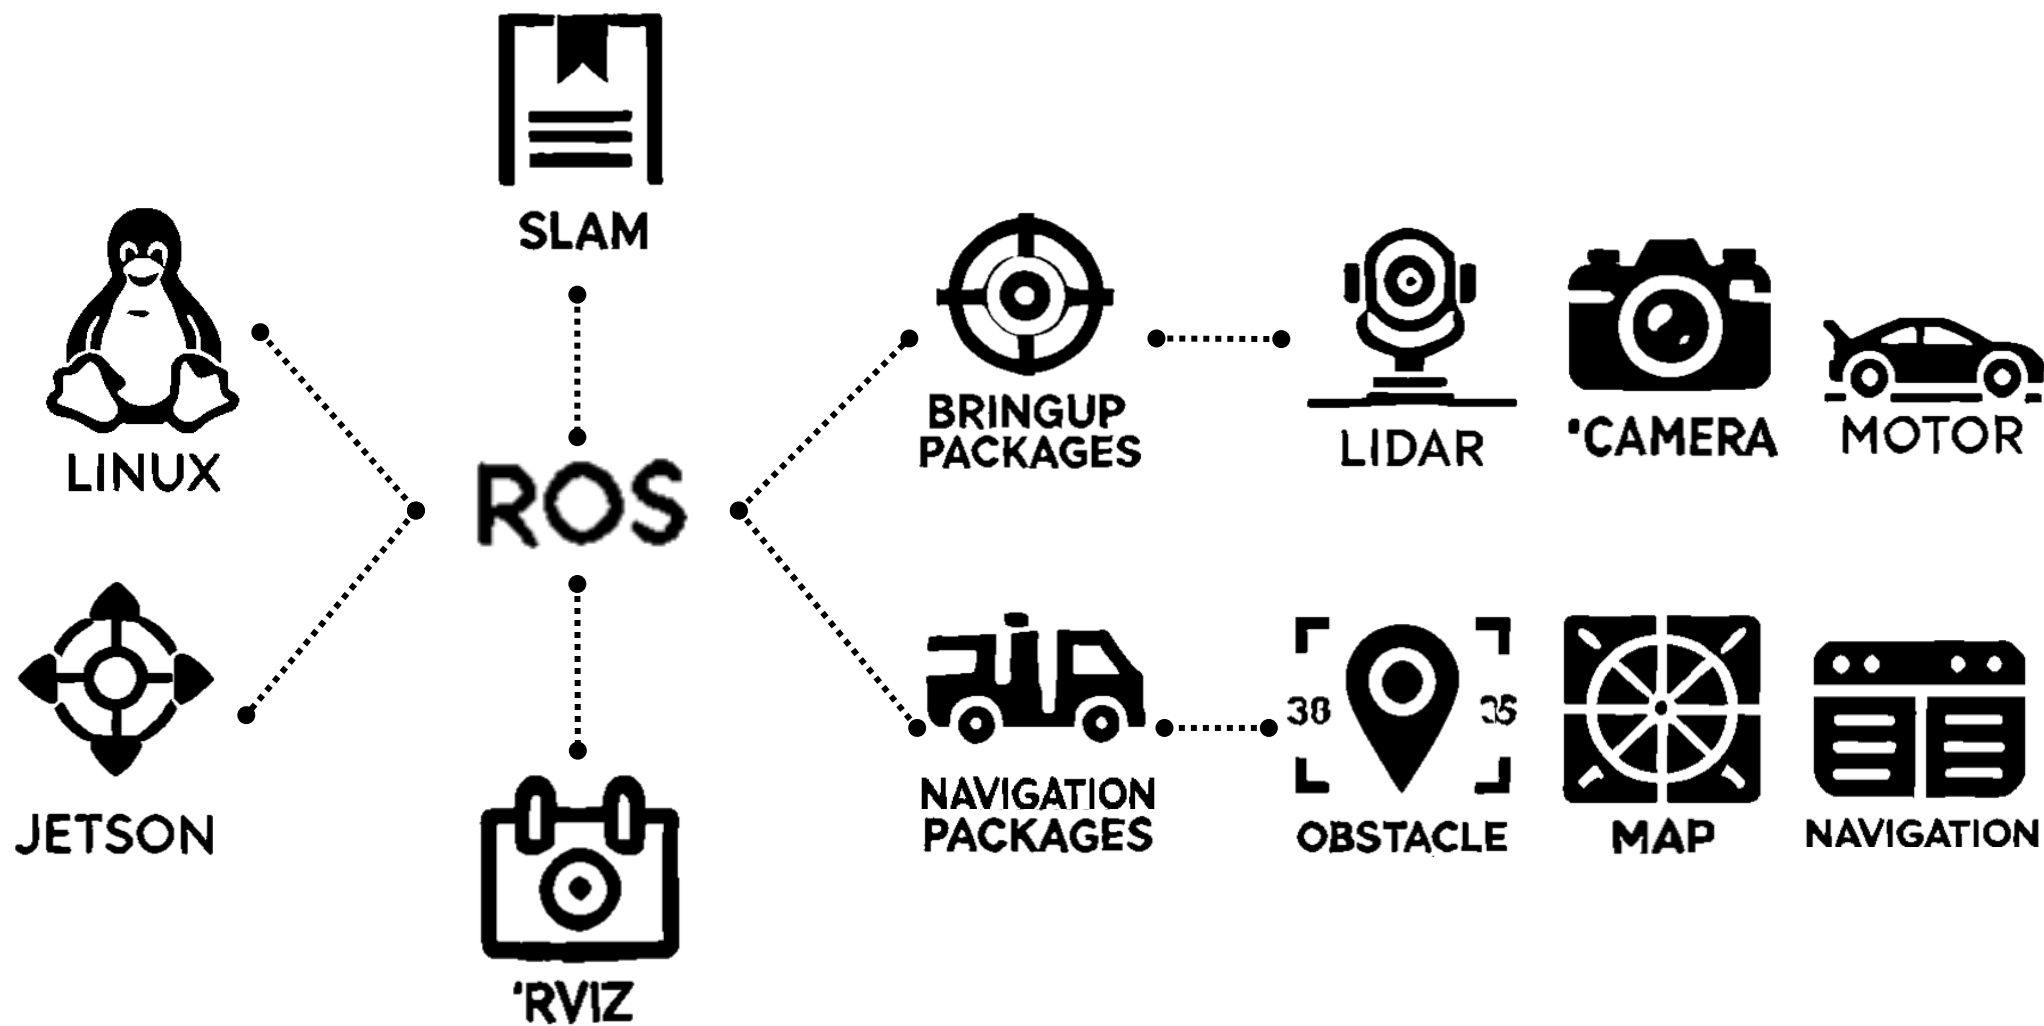 SLAM
LINUX
BRINGUP
PACKAGES
LIDAR
'CAMERA
MOTOR
ROS
38
35
JETSON
NAVIGATION
PACKAGES
OBSTACLE
MAP
NAVIGATION
'RVIZ